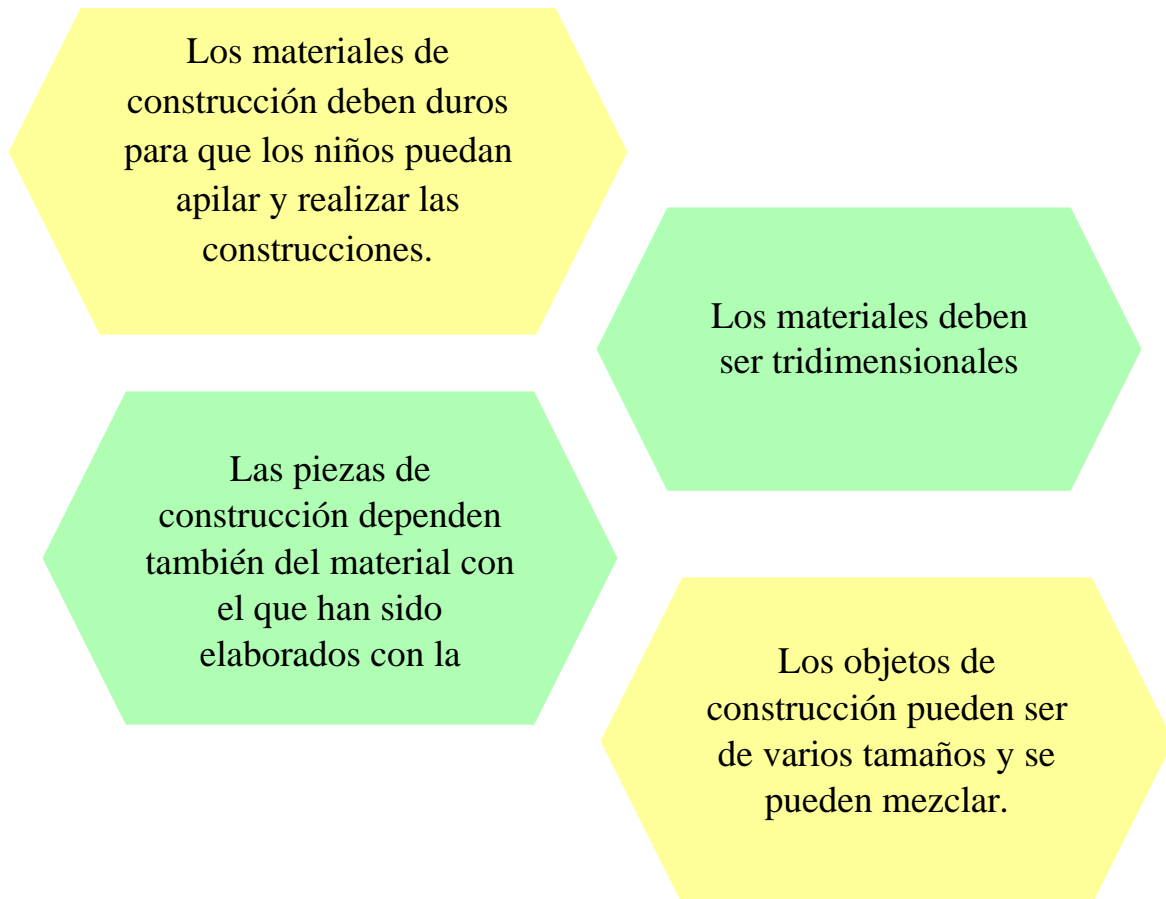 Los materiales de
construcción deben duros
para que los niños puedan
apilar y realizar las
construcciones.
Los materiales deben
ser tridimensionales
Las piezas de
construcción dependen
también del material con
el que han sido
elaborados con la
Los objetos de
construcción pueden ser
de varios tamaños y se
pueden mezclar.